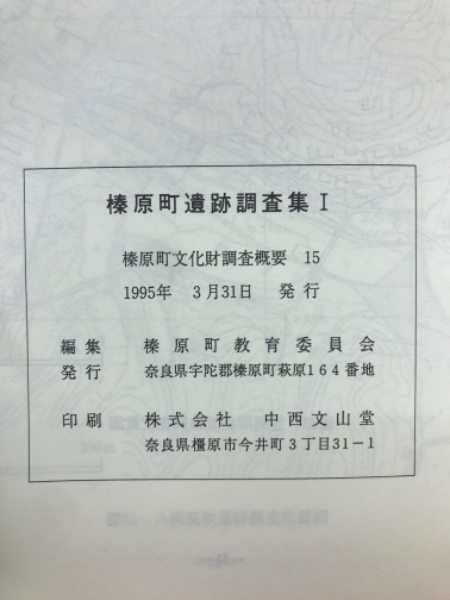 榛原町遺跡調査集 I
榛原町文化財調査概要 15
1995年 3月31日 発行
編集 榛原町教育委員会
発行 奈良県宇陀郡榛原町萩原164番地
印刷 株式会社 中西文山堂
奈良県橿原市今井町3丁目31－1